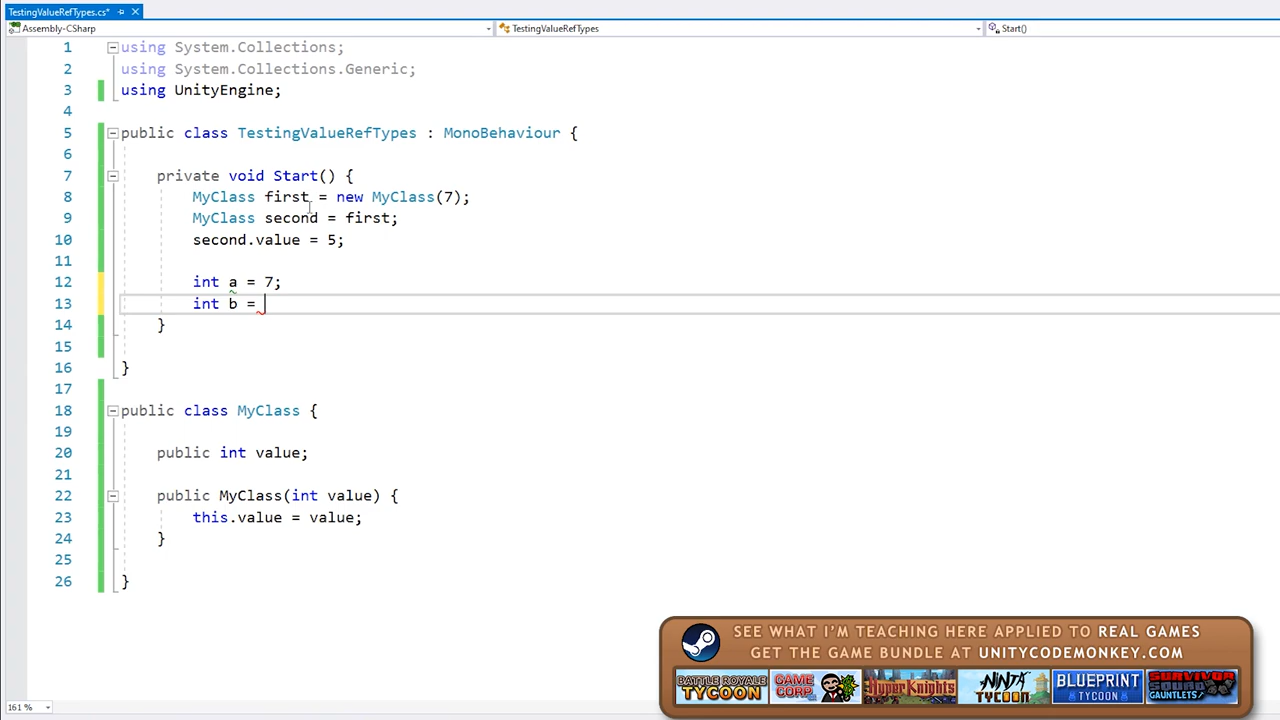 TestingValueRefTypes.cs*
Assembly-CSharp TestingValueRefTypes Start()
1 using System.Collections;
2 using System.Collections.Generic;
3 using UnityEngine;
4
5 public class TestingValueRefTypes : MonoBehaviour {
6
7 private void Start() {
8 MyClass first = new MyClass(7);
9 MyClass second = first;
10 second.value = 5;
11
12 int a = 7;
13 int b =
14 }
15
16 }
17
18 public class MyClass {
19
20 public int value;
21
22 public MyClass(int value) {
23 this.value = value;
24 }
25
26 }
SEE WHAT I'M TEACHING HERE APPLIED TO REAL GAMES
GET THE GAME BUNDLE AT UNITYCODEMONKEY.COM
BATTLE ROYALE TYCOON
GAME CORP
HYPER KNIGHTS
NINJA TYCOON
BLUEPRINT TYCOON
SURVIVOR SQUAD GAUNTLETS
161 %